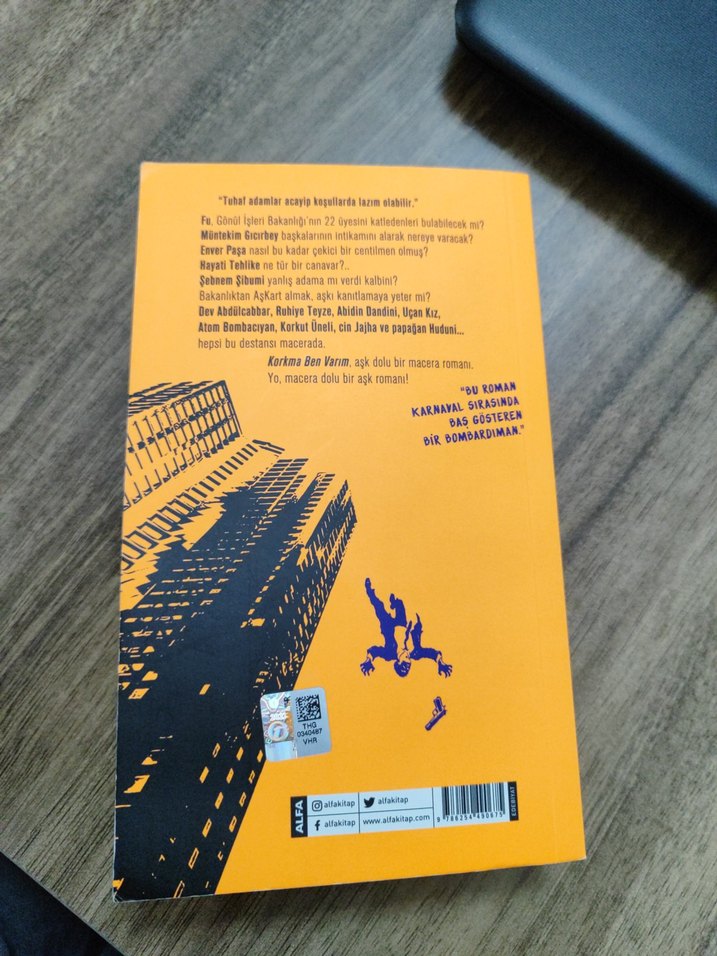 "Tuhaf adamlar acayip koşullarda lazım olabilir."
Fu, Gönül İşleri Bakanlığı'nın 22 üyesini katledenleri bulabilecek mi?
Müntekim Gıcırbey başkalarının intikamını alarak nereye varacak?
Enver Paşa nasıl bu kadar çekici bir centilmen olmuş?
Hayati Tehlike ne tür bir canavar?..
Şebnem Şibumi yanlış adama mı verdi kalbini?
Bakanlıktan AşKart almak, aşkı kanıtlamaya yeter mi?
Dev Abdülcabbar, Ruhiye Teyze, Abidin Dandini, Uçan Kız,
Atom Bombacıyan, Korkut Üneli, cin Jajha ve papağan Huduni...
hepsi bu destansı macerada.
Korkma Ben Varım, aşk dolu bir macera romanı.
Yo, macera dolu bir aşk romanı!
"BU ROMAN
KARNAVAL SIRASINDA
BAŞ GÖSTEREN
BİR BOMBARDIMAN."
THG
0340487
VHR
ALFA
alfakitap
alfakitap
alfakitap
www.alfakitap.com
9 786254 490675
EDEBİYAT